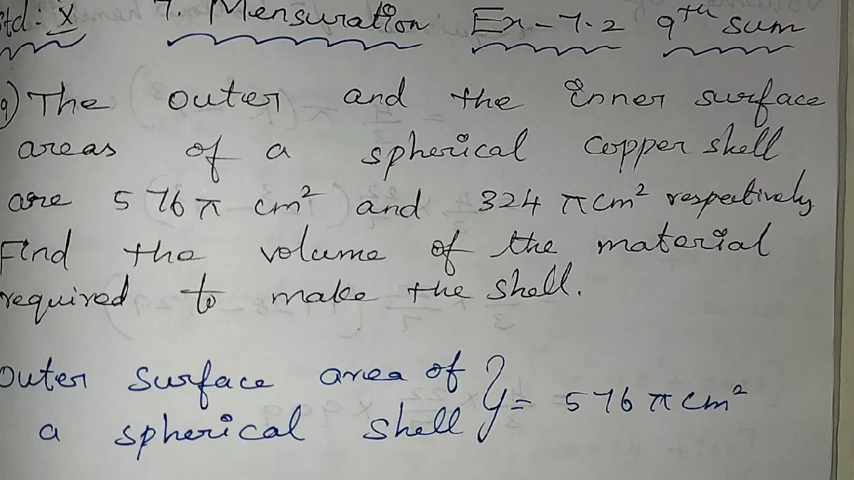 Std: X 7. Mensuration Ex-7.2 9th sum
9) The outer and the inner surface
areas of a spherical copper shell
are 576π cm² and 324 π cm² respectively
Find the volume of the material
required to make the shell.
Outer surface area of
a spherical shell } = 576 π cm²